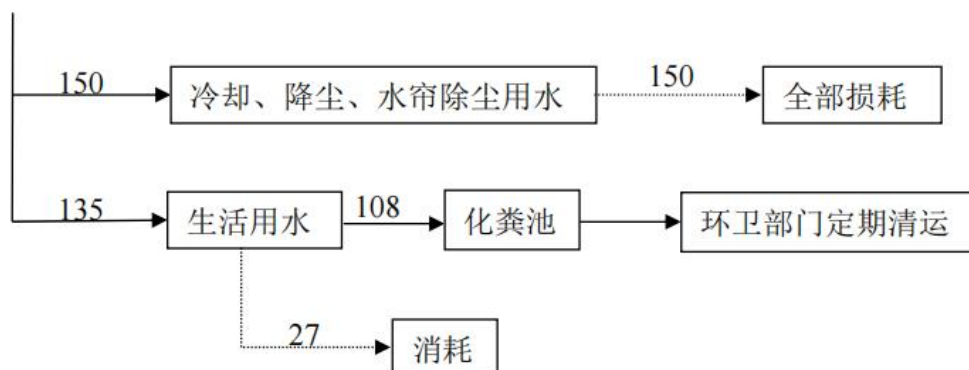 150
冷却、降尘、水帘除尘用水
150
全部损耗
135
生活用水
108
化粪池
环卫部门定期清运
27
消耗